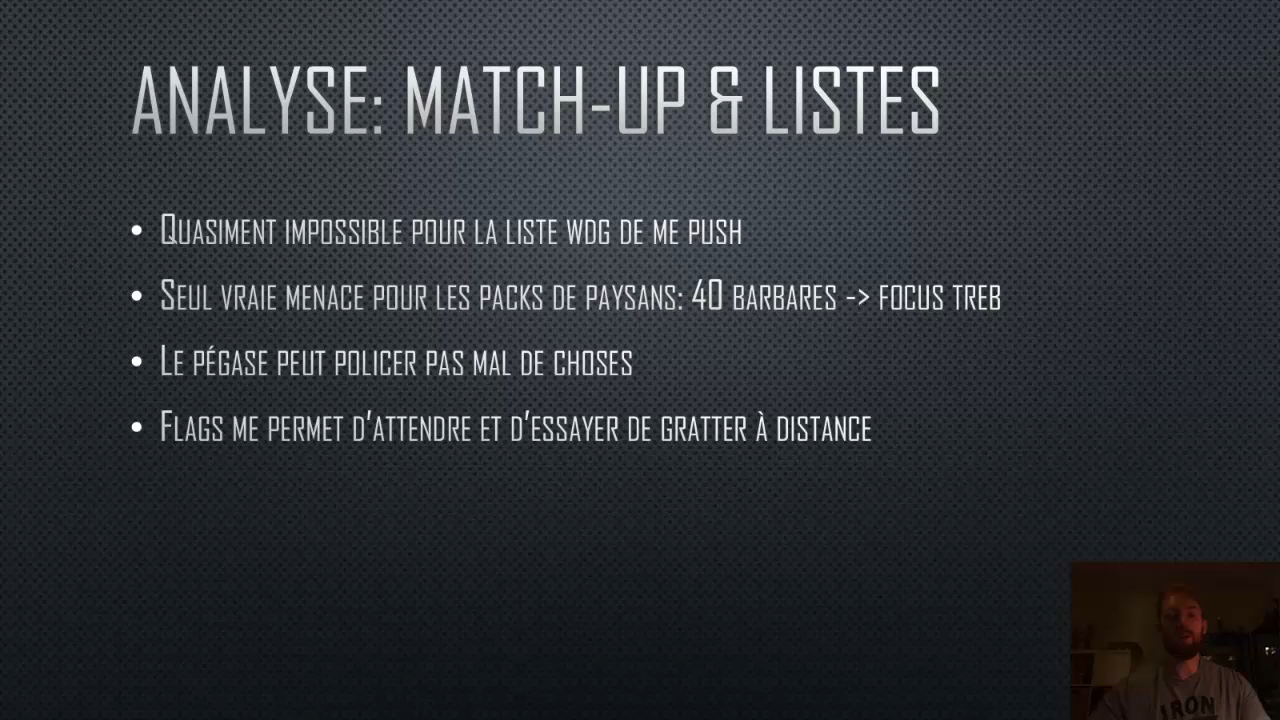 Analyse: Match-up & Listes
• Quasiment impossible pour la liste wdg de me push
• Seul vraie menace pour les packs de paysans: 40 barbares -> focus treb
• Le pégase peut policer pas mal de choses
• Flags me permet d'attendre et d'essayer de gratter à distance
IRON